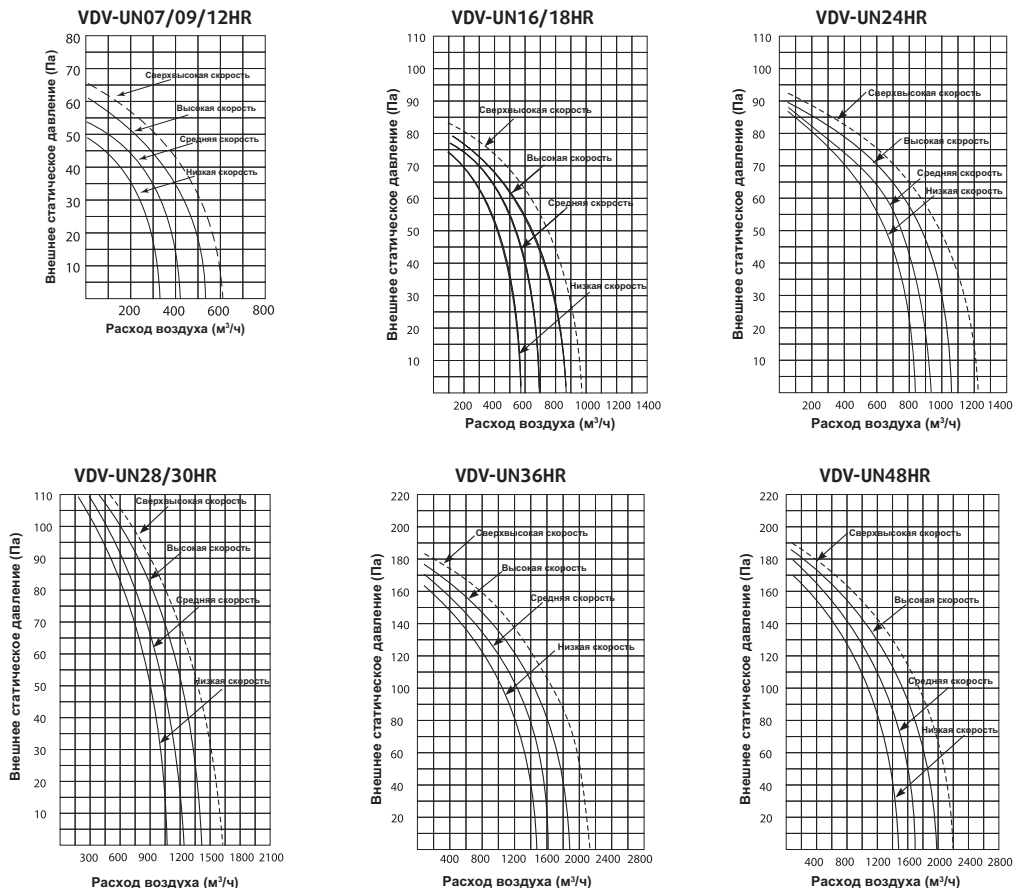 VDV-UN07/09/12HR
80
70
60
50
40
30
20
10
Внешнее статическое давление (Па)
Сверхвысокая скорость
Высокая скорость
Средняя скорость
Низкая скорость
200 400 600 800
Расход воздуха (м³/ч)
VDV-UN16/18HR
110
100
90
80
70
60
50
40
30
20
10
Внешнее статическое давление (Па)
Сверхвысокая скорость
Высокая скорость
Средняя скорость
Низкая скорость
200 400 600 800 1000 1200 1400
Расход воздуха (м³/ч)
VDV-UN24HR
110
100
90
80
70
60
50
40
30
20
10
Внешнее статическое давление (Па)
Сверхвысокая скорость
Высокая скорость
Средняя скорость
Низкая скорость
200 400 600 800 1000 1200 1400
Расход воздуха (м³/ч)
VDV-UN28/30HR
110
100
90
80
70
60
50
40
30
20
10
Внешнее статическое давление (Па)
Сверхвысокая скорость
Высокая скорость
Средняя скорость
Низкая скорость
300 600 900 1200 1500 1800 2100
Расход воздуха (м³/ч)
VDV-UN36HR
220
200
180
160
140
120
100
80
60
40
20
Внешнее статическое давление (Па)
Сверхвысокая скорость
Высокая скорость
Средняя скорость
Низкая скорость
400 800 1200 1600 2000 2400 2800
Расход воздуха (м³/ч)
VDV-UN48HR
220
200
180
160
140
120
100
80
60
40
20
Внешнее статическое давление (Па)
Сверхвысокая скорость
Высокая скорость
Средняя скорость
Низкая скорость
400 800 1200 1600 2000 2400 2800
Расход воздуха (м³/ч)